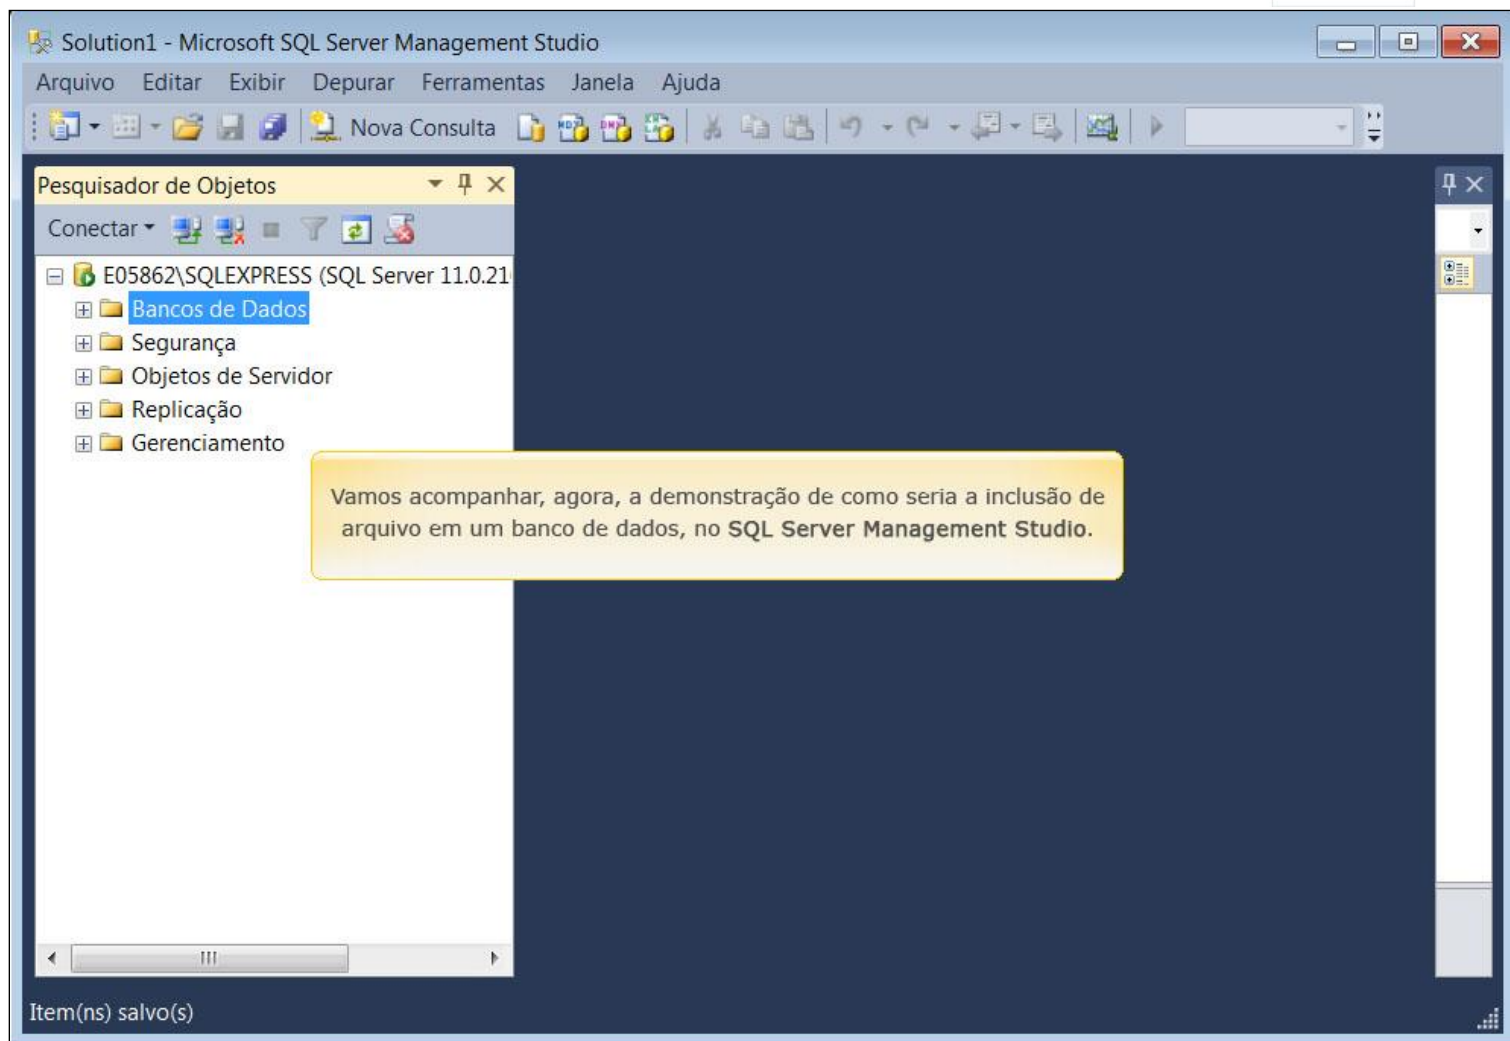 Solution1 - Microsoft SQL Server Management Studio
Arquivo Editar Exibir Depurar Ferramentas Janela Ajuda
Nova Consulta
Pesquisador de Objetos
Conectar
E05862\SQLEXPRESS (SQL Server 11.0.21
Bancos de Dados
Segurança
Objetos de Servidor
Replicação
Gerenciamento
Vamos acompanhar, agora, a demonstração de como seria a inclusão de
arquivo em um banco de dados, no SQL Server Management Studio.
Item(ns) salvo(s)